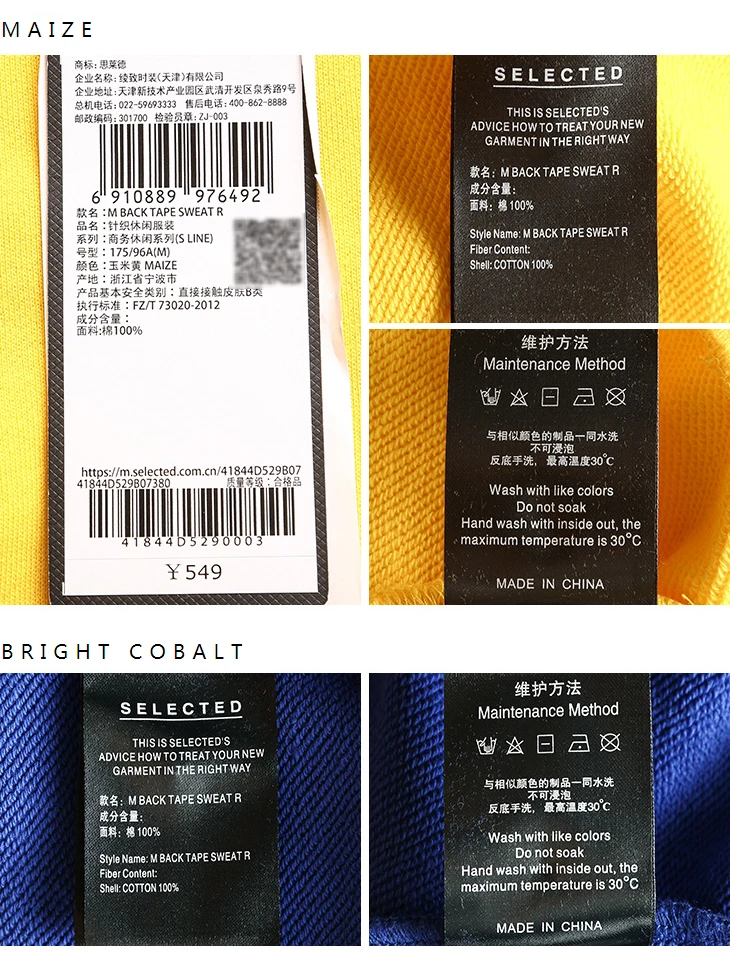 MAIZE
商标：思莱德
企业名称：绫致时装（天津）有限公司
企业地址：天津新技术产业园区武清开发区泉秀路9号
总机电话：022-59693333 售后电话：400-862-8888
邮政编码：301700 检验员章：ZJ-003
6 910889 976492
款名：M BACK TAPE SWEAT R
品名：针织休闲服装
系列：商务休闲系列(S LINE)
号型：175/96A(M)
颜色：玉米黄 MAIZE
产地：浙江省宁波市
产品基本安全类别：直接接触皮肤B类
执行标准：FZ/T 73020-2012
成分含量：
面料:棉100%
https://m.selected.com.cn/41844D529B07
41844D529B07380 质量等级：合格品
41844D5290003
￥549
SELECTED
THIS IS SELECTED'S
ADVICE HOW TO TREAT YOUR NEW
GARMENT IN THE RIGHT WAY
款名：M BACK TAPE SWEAT R
成分含量：
面料：棉 100%
Style Name: M BACK TAPE SWEAT R
Fiber Content:
Shell: COTTON 100%
维护方法
Maintenance Method
与相似颜色的制品一同水洗
不可浸泡
反底手洗，最高温度30℃
Wash with like colors
Do not soak
Hand wash with inside out, the
maximum temperature is 30℃
MADE IN CHINA
BRIGHT COBALT
SELECTED
THIS IS SELECTED'S
ADVICE HOW TO TREAT YOUR NEW
GARMENT IN THE RIGHT WAY
款名：M BACK TAPE SWEAT R
成分含量：
面料：棉 100%
Style Name: M BACK TAPE SWEAT R
Fiber Content:
Shell: COTTON 100%
维护方法
Maintenance Method
与相似颜色的制品一同水洗
不可浸泡
反底手洗，最高温度30℃
Wash with like colors
Do not soak
Hand wash with inside out, the
maximum temperature is 30℃
MADE IN CHINA